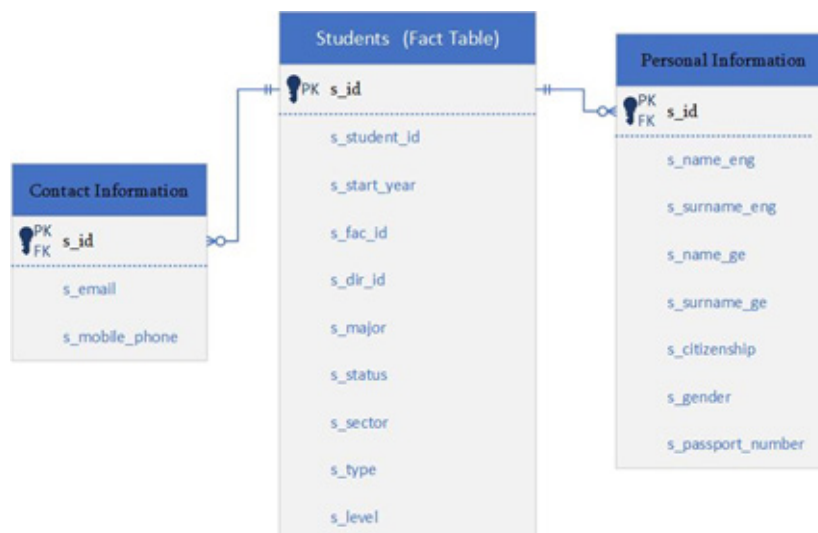 Students (Fact Table)
PK s_id
s_student_id
s_start_year
s_fac_id
s_dir_id
s_major
s_status
s_sector
s_type
s_level
Contact Information
PK
FK s_id
s_email
s_mobile_phone
Personal Information
PK
FK s_id
s_name_eng
s_surname_eng
s_name_ge
s_surname_ge
s_citizenship
s_gender
s_passport_number